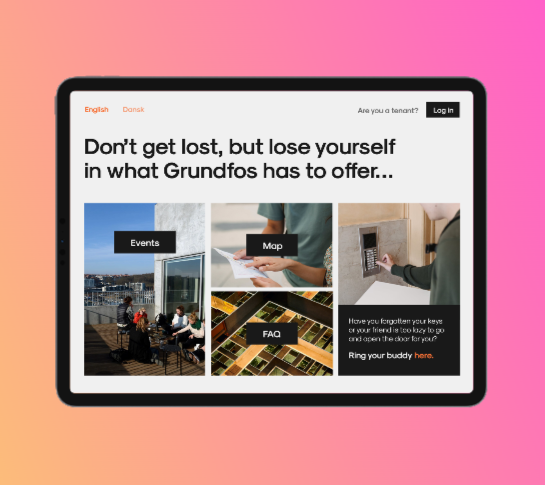 English Dansk
Are you a tenant? Log in
Don't get lost, but lose yourself
in what Grundfos has to offer...
Events
Map
FAQ
Have you forgotten your keys
or your friend is too lazy to go
and open the door for you?
Ring your buddy here.